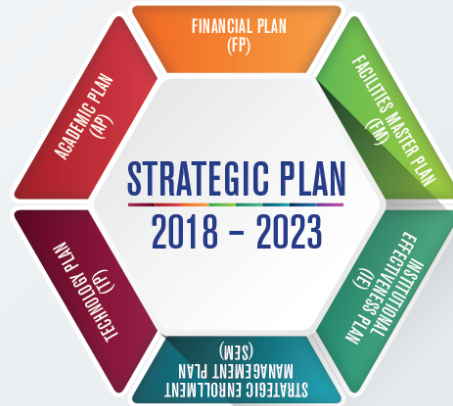 FINANCIAL PLAN
(FP)
FACILITIES MASTER PLAN
(FM)
INSTITUTIONAL
EFFECTIVENESS PLAN
(IE)
STRATEGIC ENROLLMENT
MANAGEMENT PLAN
(SEM)
TECHNOLOGY PLAN
(TP)
ACADEMIC PLAN
(AP)
STRATEGIC PLAN
2018 – 2023